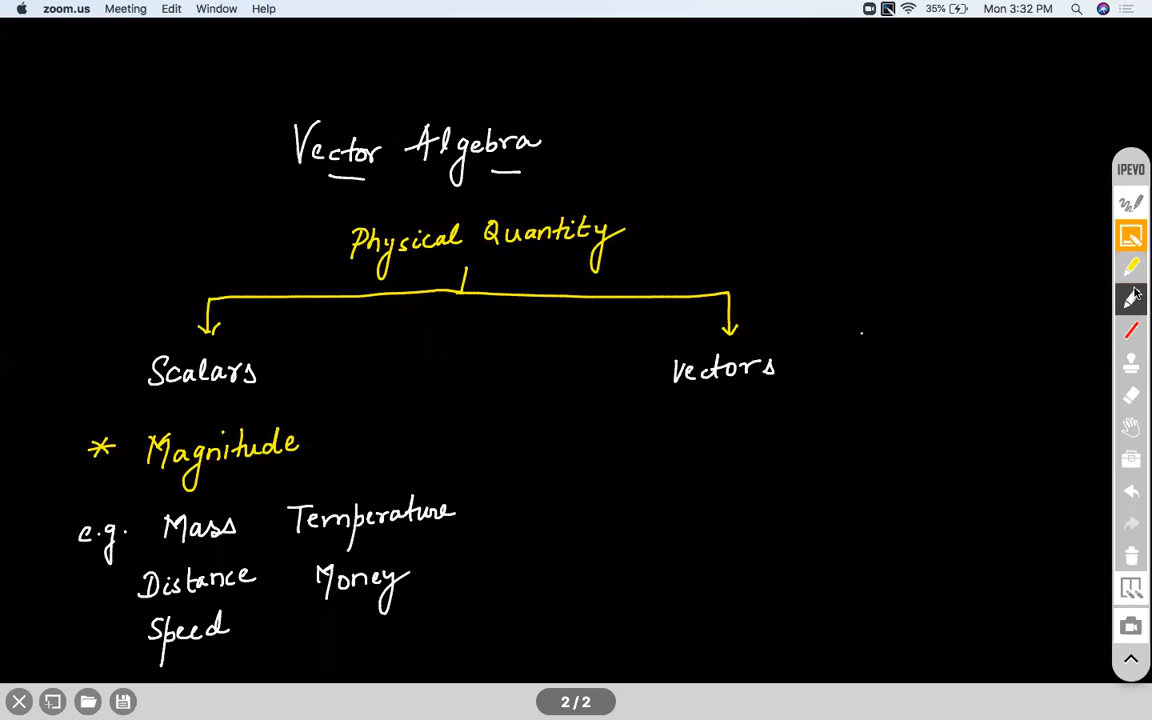 zoom.us Meeting Edit Window Help 35% Mon 3:32 PM
Vector Algebra
Physical Quantity
Scalars Vectors
* Magnitude
e.g. Mass Temperature
Distance Money
Speed
IPEVO
2/2